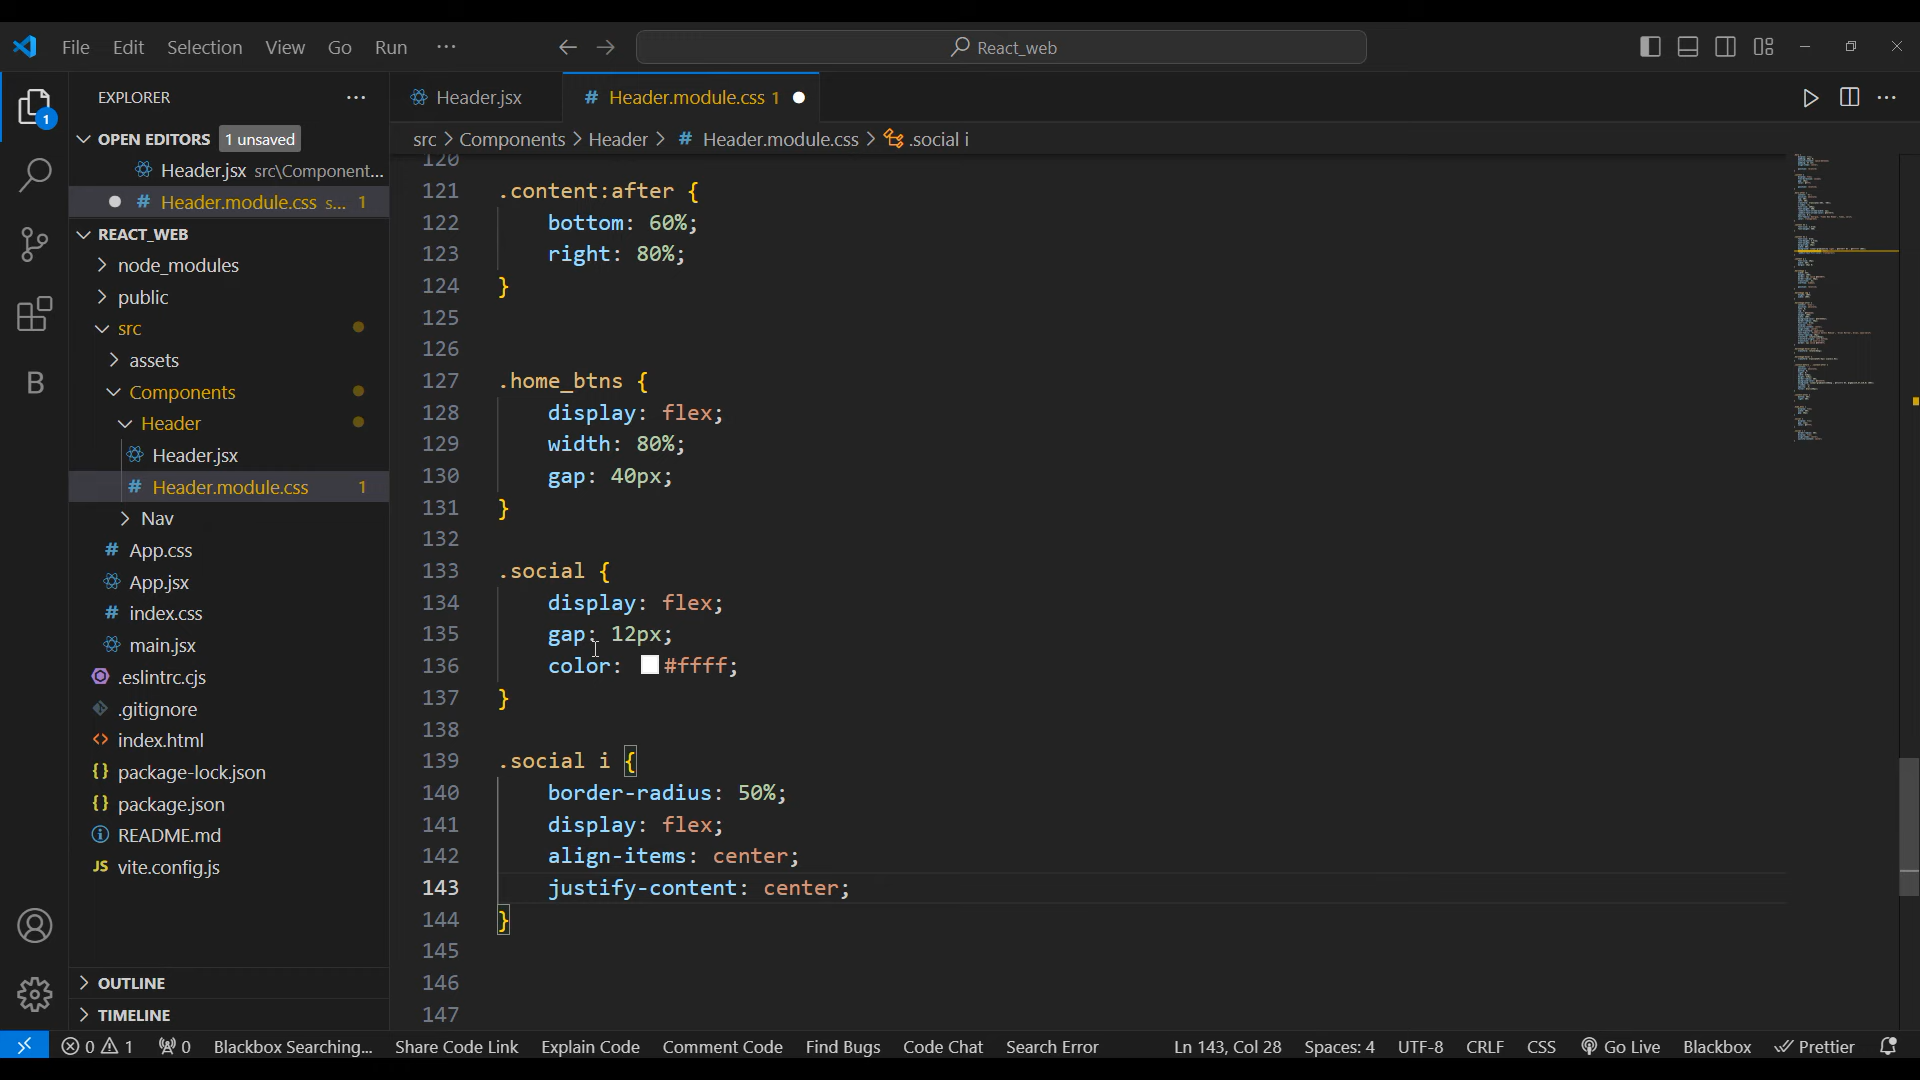 File Edit Selection View Go Run ···
React_web
EXPLORER
OPEN EDITORS 1 unsaved
Header.jsx src\Component...
Header.module.css s... 1
REACT_WEB
node_modules
public
src
assets
Components
Header
Header.jsx
Header.module.css 1
Nav
App.css
App.jsx
index.css
main.jsx
.eslintrc.cjs
.gitignore
index.html
package-lock.json
package.json
README.md
vite.config.js
OUTLINE
TIMELINE
Header.jsx
Header.module.css 1
src > Components > Header > # Header.module.css > .social i
120
121 .content:after {
122 bottom: 60%;
123 right: 80%;
124 }
125
126
127 .home_btns {
128 display: flex;
129 width: 80%;
130 gap: 40px;
131 }
132
133 .social {
134 display: flex;
135 gap: 12px;
136 color: #ffff;
137 }
138
139 .social i {
140 border-radius: 50%;
141 display: flex;
142 align-items: center;
143 justify-content: center;
144 }
145
146
147
0 1 0 Blackbox Searching... Share Code Link Explain Code Comment Code Find Bugs Code Chat Search Error Ln 143, Col 28 Spaces: 4 UTF-8 CRLF CSS Go Live Blackbox Prettier